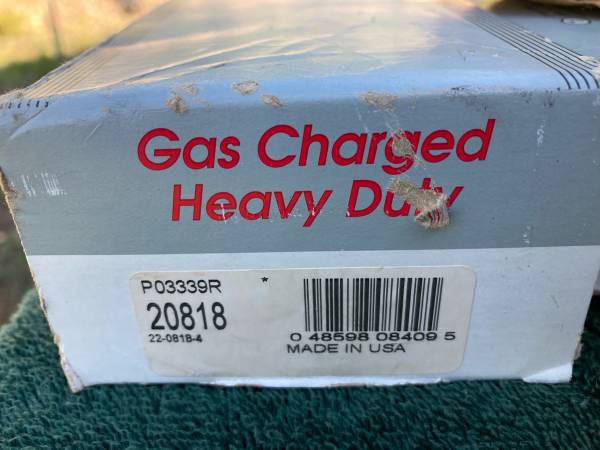 Gas Charged
Heavy Duty
P03339R *
20818
22-0818-4
0 48598 08409 5
MADE IN USA